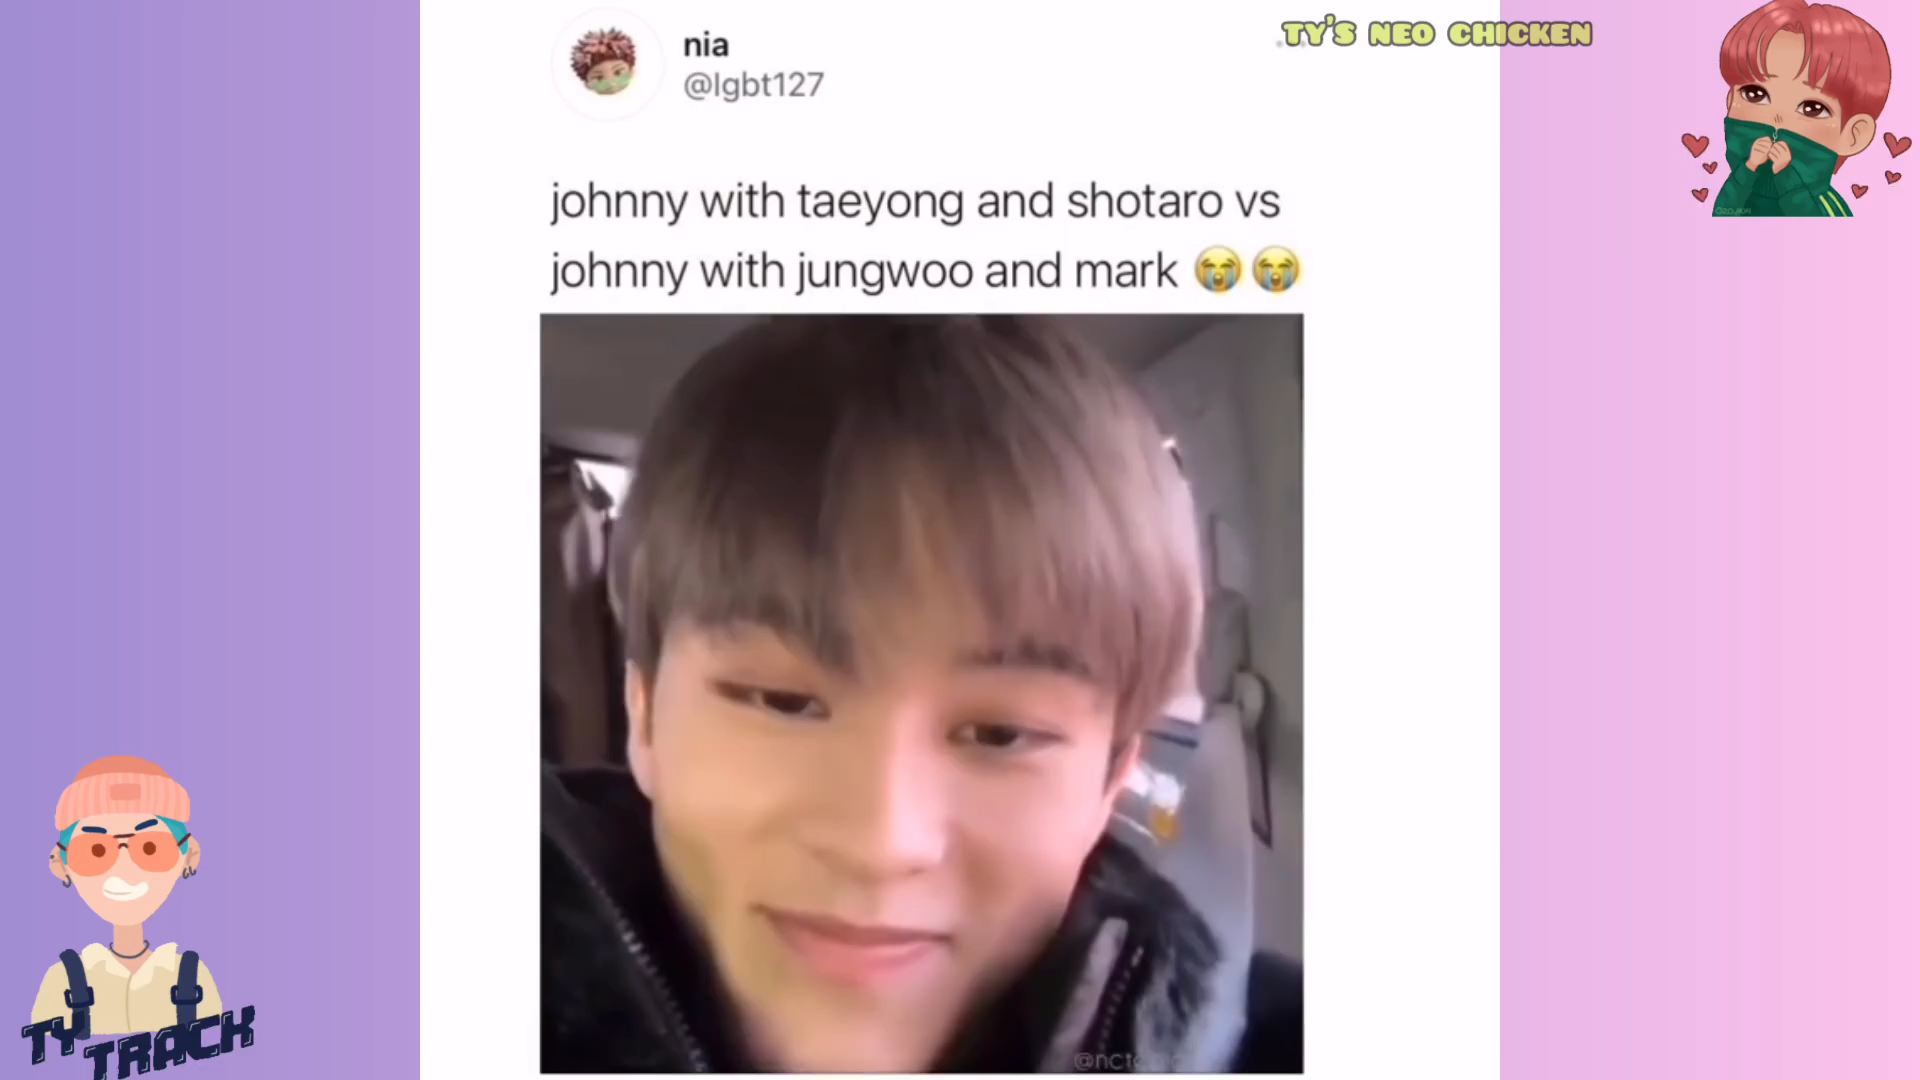 nia
@lgbt127
TY'S NEO CHICKEN
johnny with taeyong and shotaro vs
johnny with jungwoo and mark 😭😭
TY
TRACK